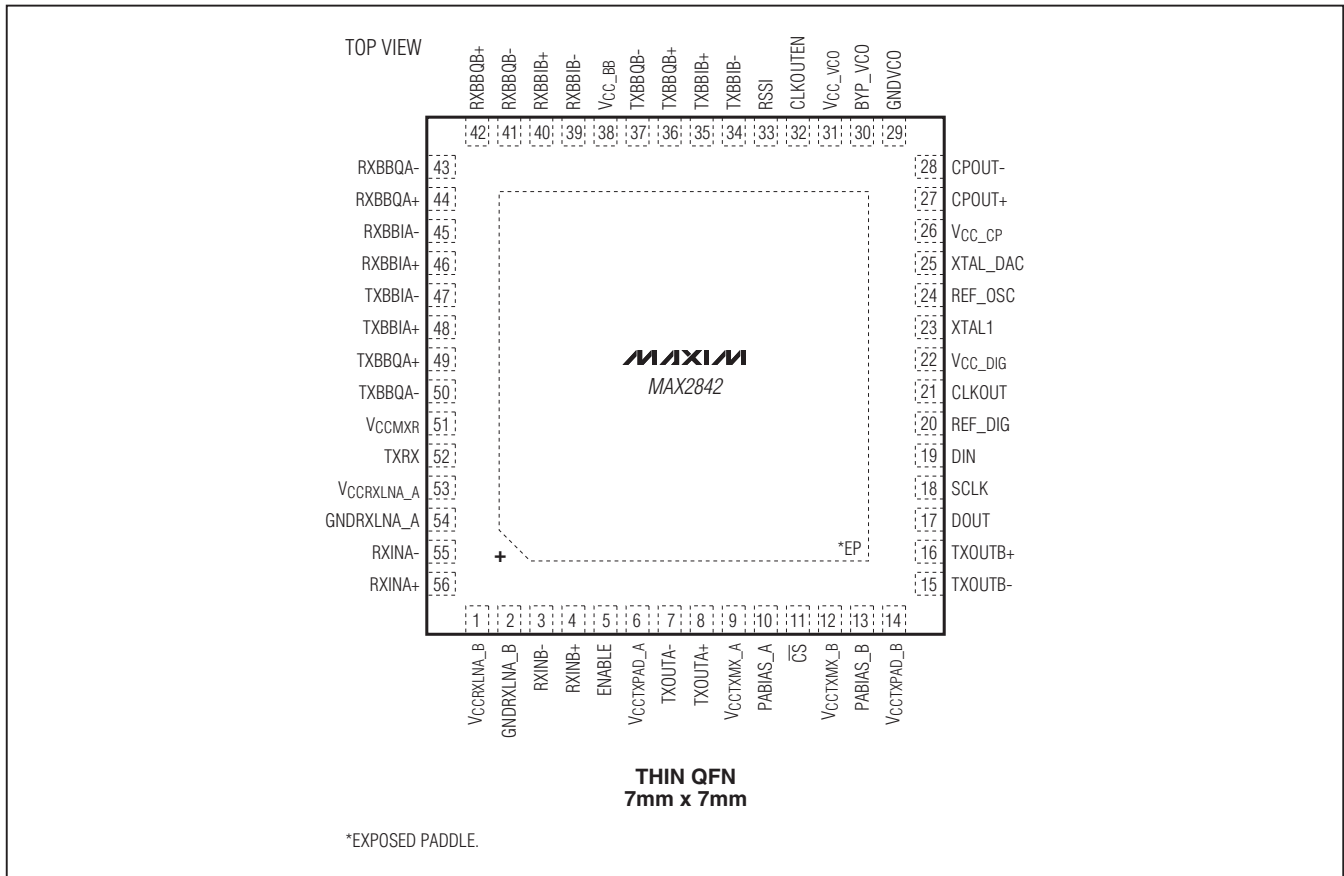 TOP VIEW
RXBBQB+
RXBBQB-
RXBBIB+
RXBBIB-
VCC_BB
TXBBQB-
TXBBQB+
TXBBIB+
TXBBIB-
RSSI
CLKOUTEN
VCC_VCO
BYP_VCO
GNDVCO
42 41 40 39 38 37 36 35 34 33 32 31 30 29
RXBBQA- 43
RXBBQA+ 44
RXBBIA- 45
RXBBIA+ 46
TXBBIA- 47
TXBBIA+ 48
TXBBQA+ 49
TXBBQA- 50
VCCMXR 51
TXRX 52
VCCRXLNA_A 53
GNDRXLNA_A 54
RXINA- 55
RXINA+ 56
MAXIM
MAX2842
+
*EP
28 CPOUT-
27 CPOUT+
26 VCC_CP
25 XTAL_DAC
24 REF_OSC
23 XTAL1
22 VCC_DIG
21 CLKOUT
20 REF_DIG
19 DIN
18 SCLK
17 DOUT
16 TXOUTB+
15 TXOUTB-
1 2 3 4 5 6 7 8 9 10 11 12 13 14
VCCRXLNA_B
GNDRXLNA_B
RXINB-
RXINB+
ENABLE
VCCTXPAD_A
TXOUTA-
TXOUTA+
VCCTXMX_A
PABIAS_A
C̅S̅
VCCTXMX_B
PABIAS_B
VCCTXPAD_B
THIN QFN
7mm x 7mm
*EXPOSED PADDLE.